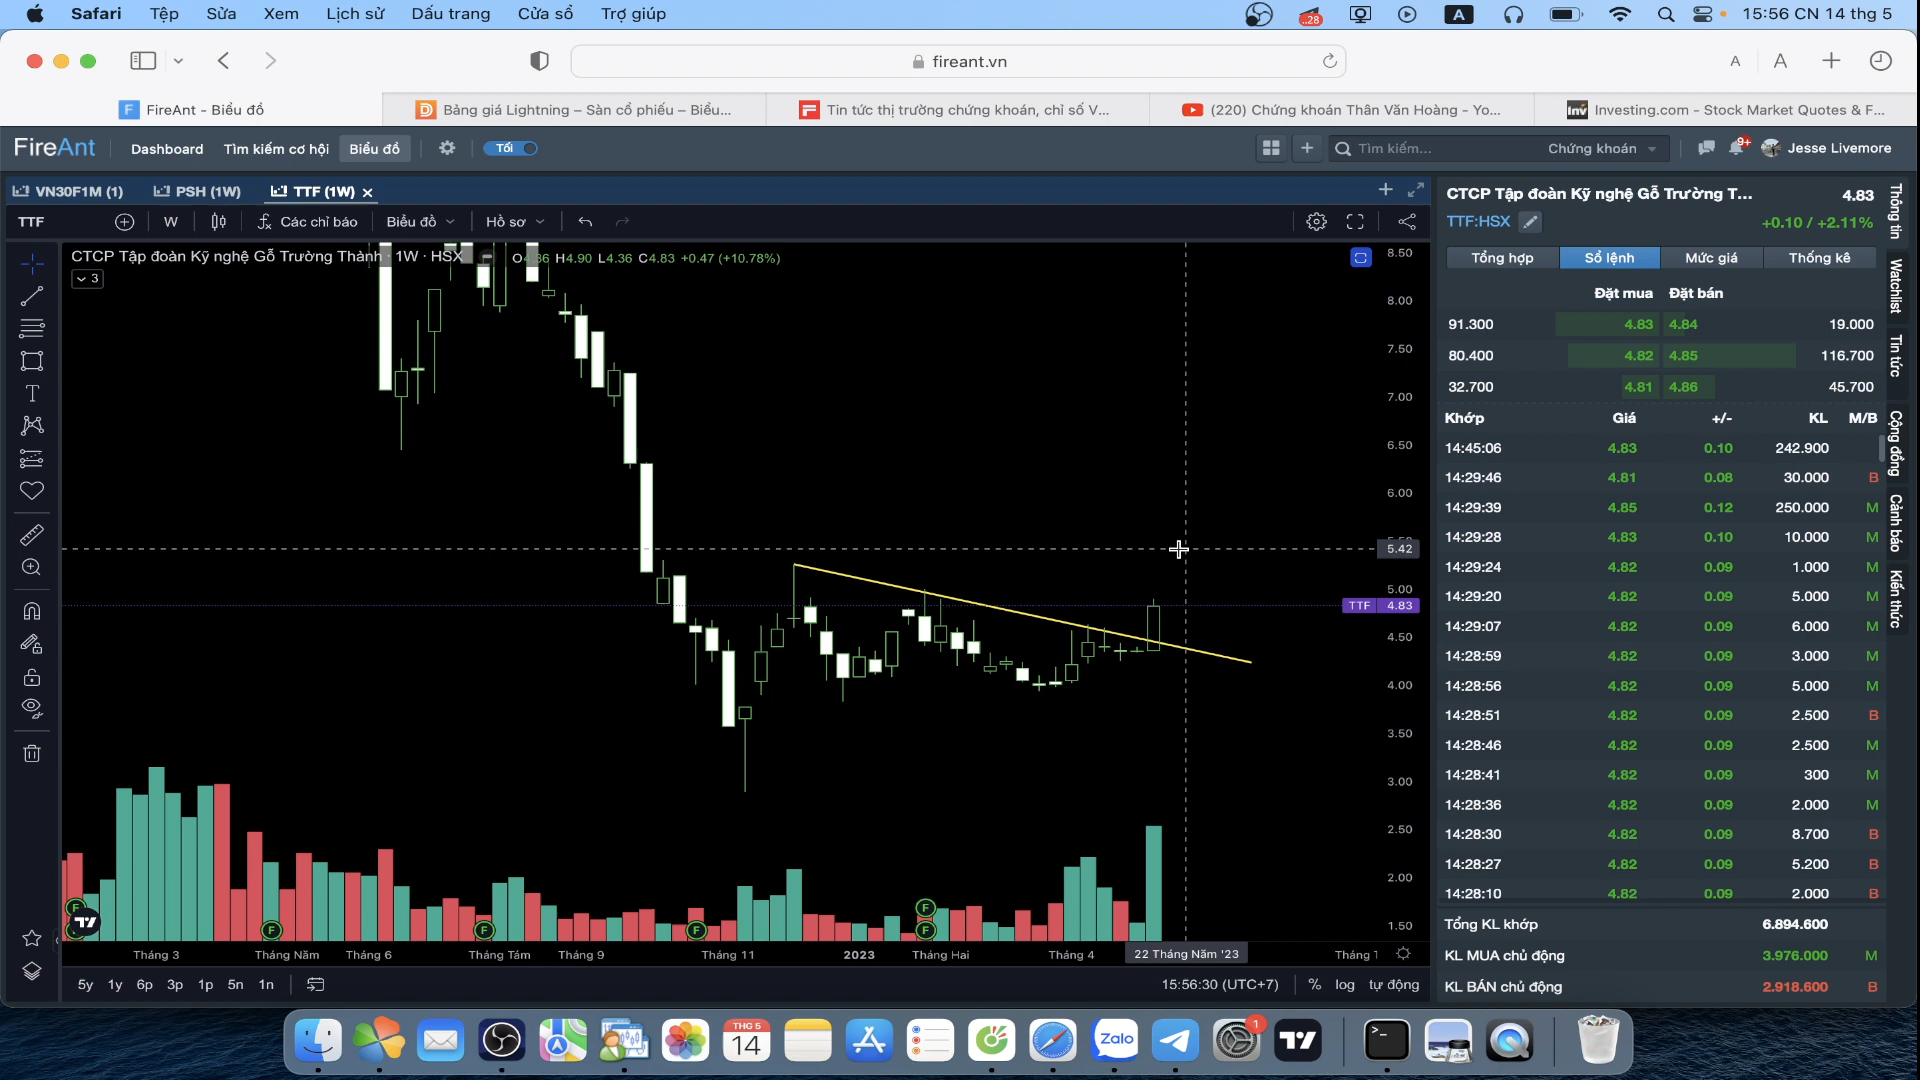 Safari Tệp Sửa Xem Lịch sử Dấu trang Cửa sổ Trợ giúp
..28 A 15:56 CN 14 thg 5
fireant.vn A A
FireAnt - Biểu đồ
Bảng giá Lightning – Sàn cổ phiếu – Biểu...
Tin tức thị trường chứng khoán, chỉ số V...
(220) Chứng khoán Thân Văn Hoàng - Yo...
Investing.com - Stock Market Quotes & F...
FireAnt Dashboard Tìm kiếm cơ hội Biểu đồ Tối
Tìm kiếm... Chứng khoán 9+ Jesse Livemore
VN30F1M (1) PSH (1W) TTF (1W)
TTF W Các chỉ báo Biểu đồ Hồ sơ
CTCP Tập đoàn Kỹ nghệ Gỗ Trường Thành · 1W · HSX O4.36 H4.90 L4.36 C4.83 +0.47 (+10.78%)
3
8.50
8.00
7.50
7.00
6.50
6.00
5.42
5.00
TTF 4.83
4.50
4.00
3.50
3.00
2.50
2.00
1.50
Tháng 3 Tháng Năm Tháng 6 Tháng Tám Tháng 9 Tháng 11 2023 Tháng Hai Tháng 4 22 Tháng Năm '23
5y 1y 6p 3p 1p 5n 1n 15:56:30 (UTC+7) % log tự động
CTCP Tập đoàn Kỹ nghệ Gỗ Trường T... 4.83
TTF:HSX +0.10 / +2.11%
Tổng hợp Sổ lệnh Mức giá Thống kê
Đặt mua Đặt bán
91.300 4.83 4.84 19.000
80.400 4.82 4.85 116.700
32.700 4.81 4.86 45.700
Khớp Giá +/- KL M/B
14:45:06 4.83 0.10 242.900
14:29:46 4.81 0.08 30.000 B
14:29:39 4.85 0.12 250.000 M
14:29:28 4.83 0.10 10.000 M
14:29:24 4.82 0.09 1.000 M
14:29:20 4.82 0.09 5.000 M
14:29:07 4.82 0.09 6.000 M
14:28:59 4.82 0.09 3.000 M
14:28:56 4.82 0.09 5.000 M
14:28:51 4.82 0.09 2.500 B
14:28:46 4.82 0.09 2.500 M
14:28:41 4.82 0.09 300 M
14:28:36 4.82 0.09 2.000 M
14:28:30 4.82 0.09 8.700 B
14:28:27 4.82 0.09 5.200 B
14:28:10 4.82 0.09 2.000 B
Tổng KL khớp 6.894.600
KL MUA chủ động 3.976.000 M
KL BÁN chủ động 2.918.600 B
Thông tin
Watchlist
Tin tức
Cộng đồng
Cảnh báo
Kiến thức
THG 5
14
Zalo
1